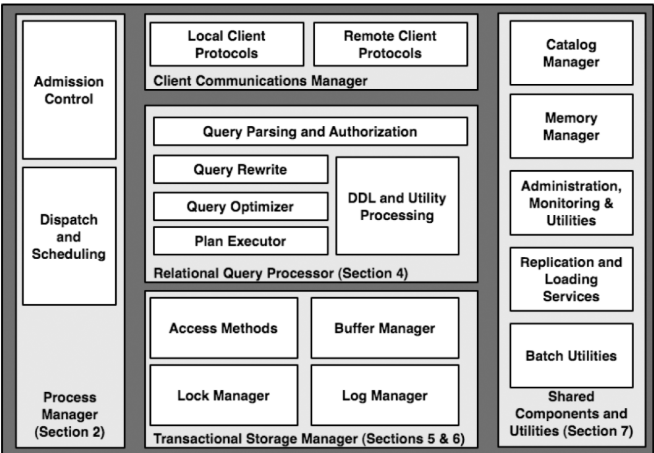 Admission
Control
Dispatch
and
Scheduling
Process
Manager
(Section 2)
Local Client
Protocols
Remote Client
Protocols
Client Communications Manager
Query Parsing and Authorization
Query Rewrite
Query Optimizer
Plan Executor
DDL and Utility
Processing
Relational Query Processor (Section 4)
Access Methods
Buffer Manager
Lock Manager
Log Manager
Transactional Storage Manager (Sections 5 & 6)
Catalog
Manager
Memory
Manager
Administration,
Monitoring &
Utilities
Replication and
Loading
Services
Batch Utilities
Shared
Components and
Utilities (Section 7)